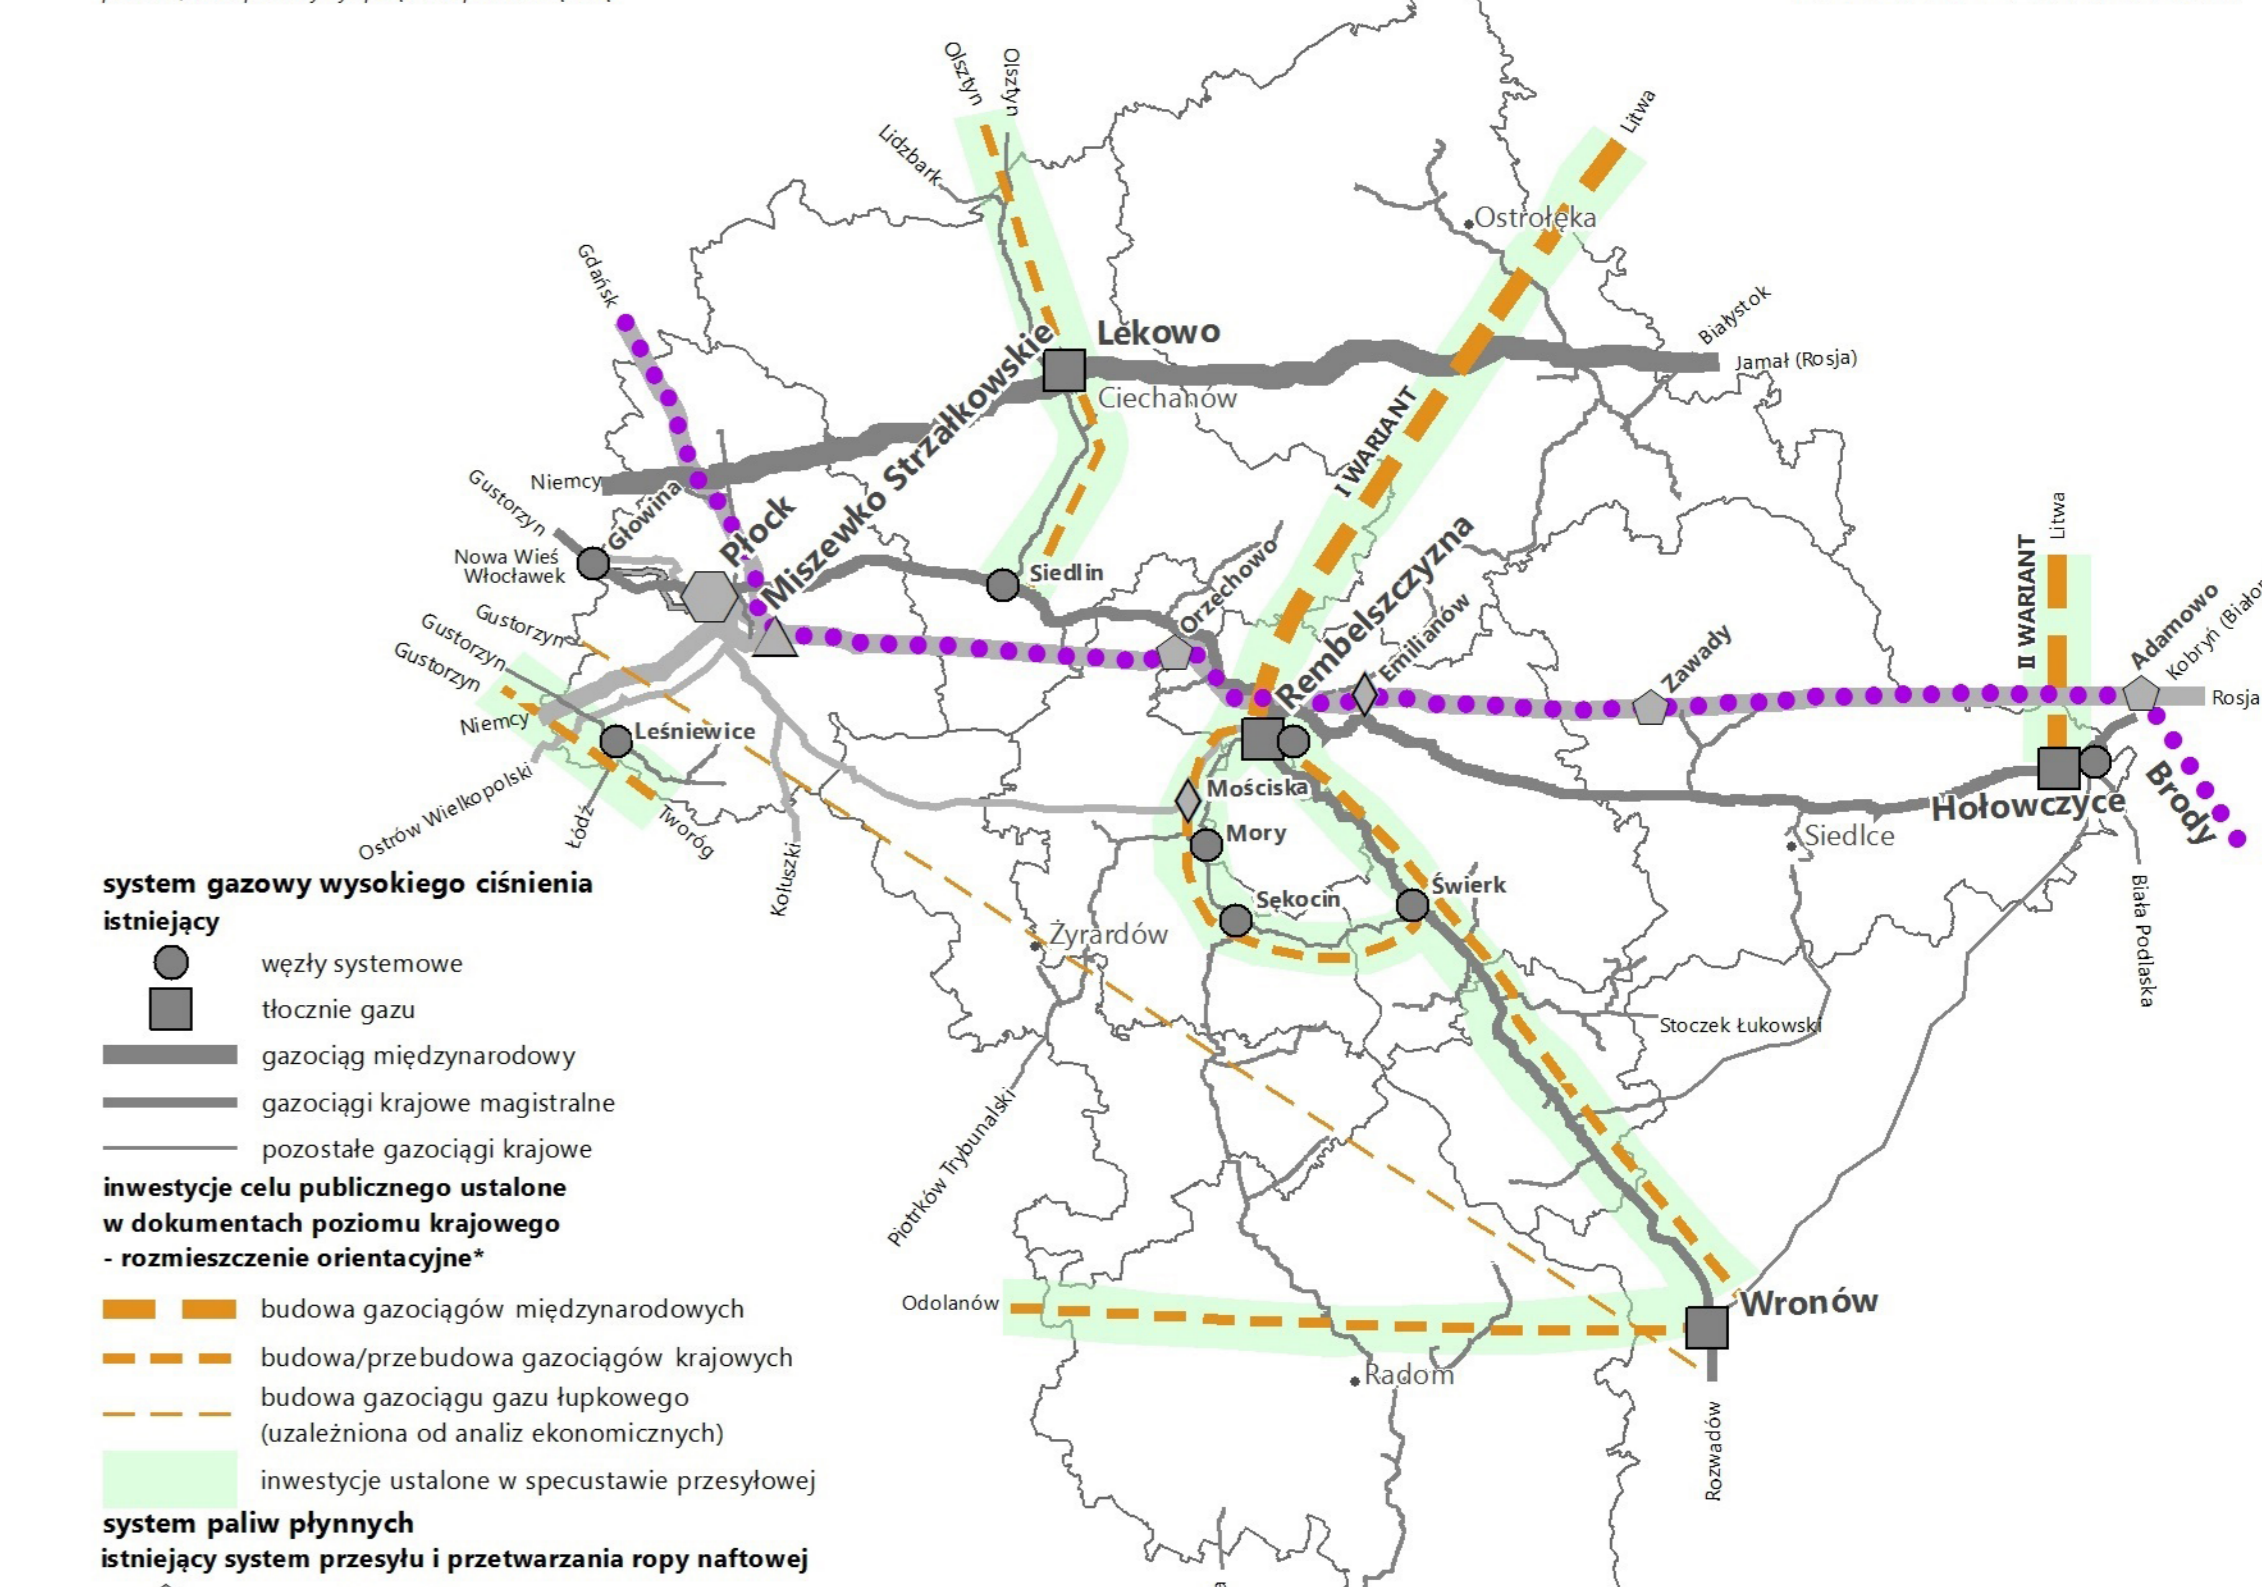 Olsztyn
Olsztyn
Lidzbark
Litwa
Ostrołęka
Gdańsk
Białystok
Jamał (Rosja)
Lękowo
Ciechanów
I WARIANT
Niemcy
Gustorzyn
Głowina
Płock
Miszewko Strzałkowskie
Nowa Wieś
Włocławek
Siedlin
Orzechowo
Rembelszczyzna
Emilianów
Zawady
II WARIANT
Litwa
Adamowo
Rosja
Gustorzyn
Gustorzyn
Gustorzyn
Niemcy
Leśniewice
Ostrów Wielkopolski
Łódź
Tworóg
Koluszki
Mościska
Mory
Sękocin
Świerk
Hołowczyce
Brody
Siedlce
Biała Podlaska
Żyrardów
Stoczek Łukowski
Piotrków Trybunalski
Odolanów
Wronów
Radom
Rozwadów
system gazowy wysokiego ciśnienia
istniejący
węzły systemowe
tłocznie gazu
gazociąg międzynarodowy
gazociągi krajowe magistralne
pozostałe gazociągi krajowe
inwestycje celu publicznego ustalone
w dokumentach poziomu krajowego
- rozmieszczenie orientacyjne*
budowa gazociągów międzynarodowych
budowa/przebudowa gazociągów krajowych
budowa gazociągu gazu łupkowego
(uzależniona od analiz ekonomicznych)
inwestycje ustalone w specustawie przesyłowej
system paliw płynnych
istniejący system przesyłu i przetwarzania ropy naftowej
Kobryń